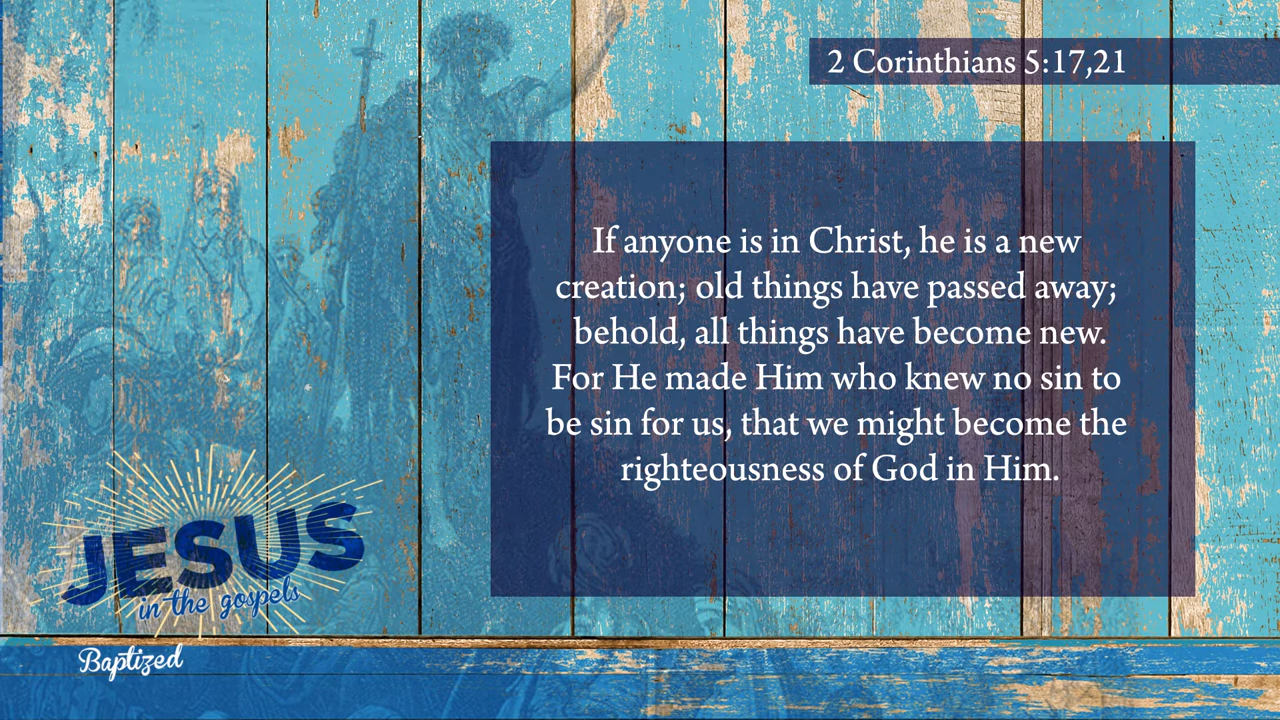 2 Corinthians 5:17,21
If anyone is in Christ, he is a new
creation; old things have passed away;
behold, all things have become new.
For He made Him who knew no sin to
be sin for us, that we might become the
righteousness of God in Him.
JESUS
in the gospels
Baptized